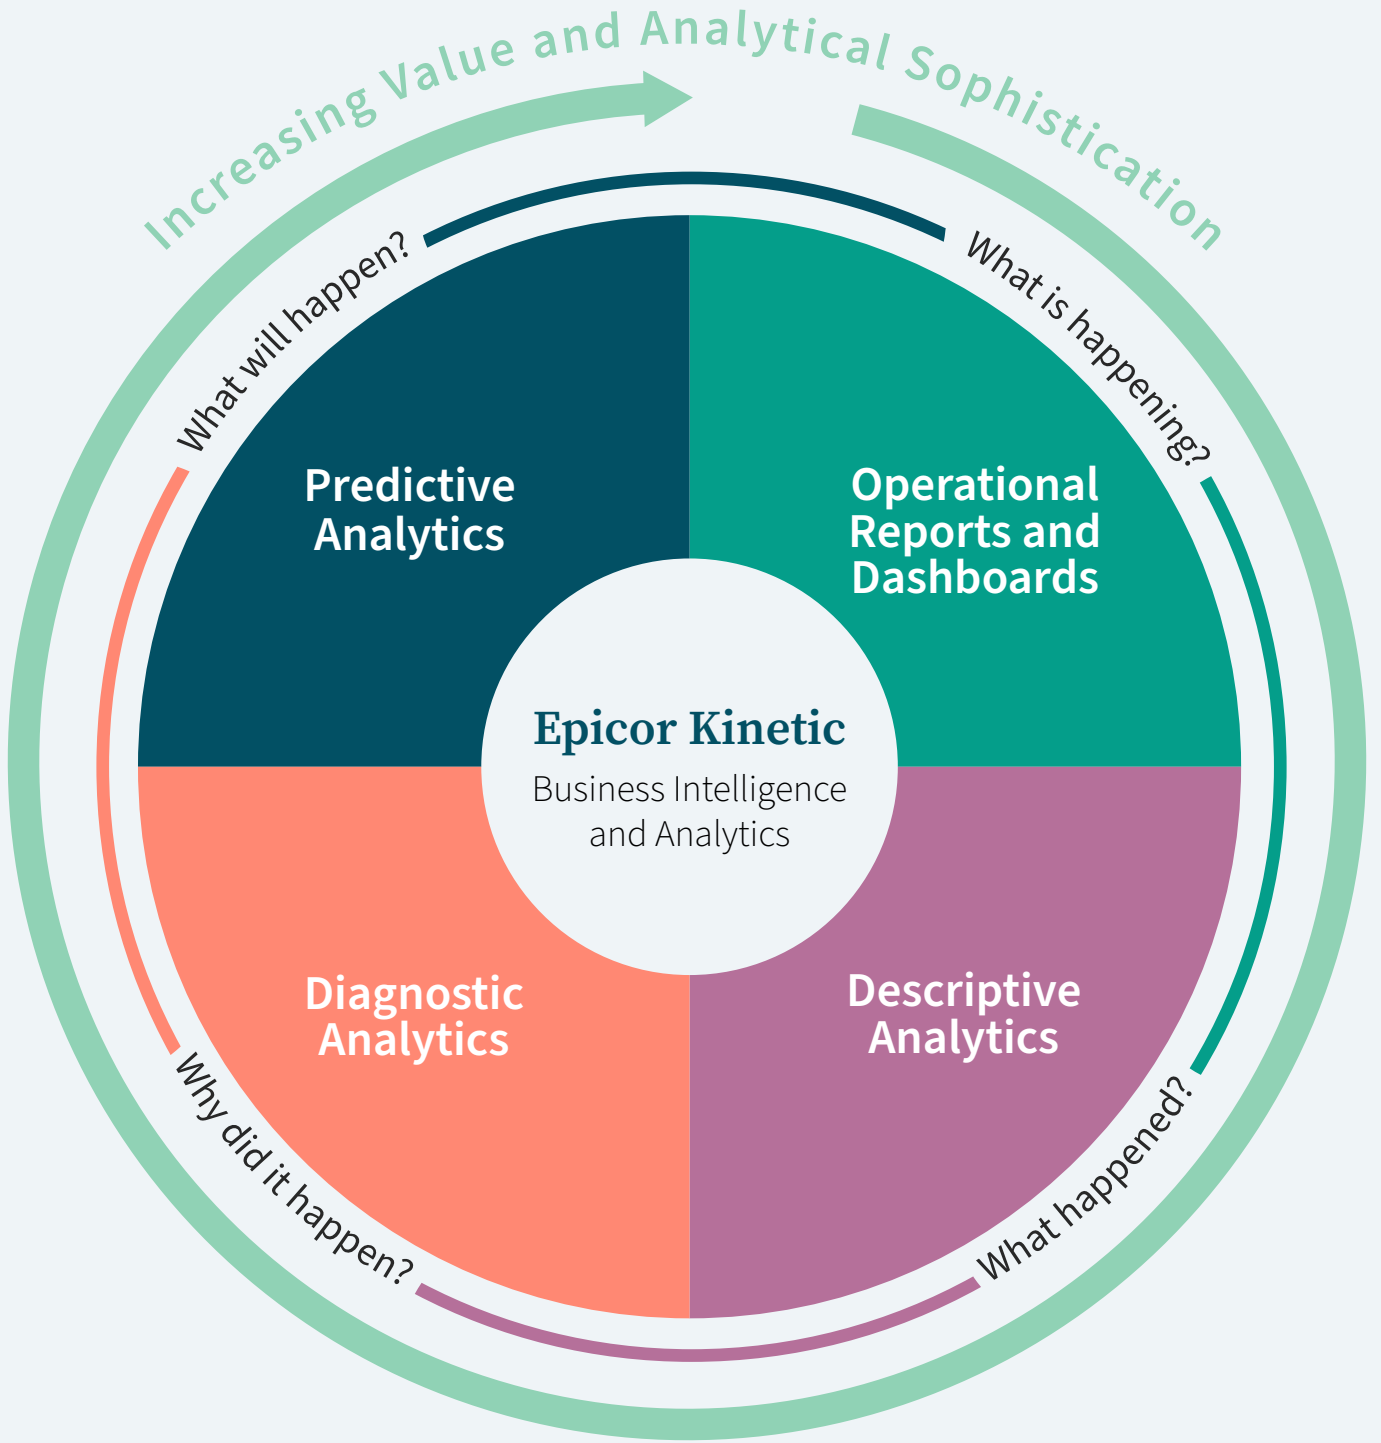 Increasing Value and Analytical Sophistication
What will happen?
What is happening?
Predictive
Analytics
Operational
Reports and
Dashboards
Epicor Kinetic
Business Intelligence
and Analytics
Diagnostic
Analytics
Descriptive
Analytics
Why did it happen?
What happened?